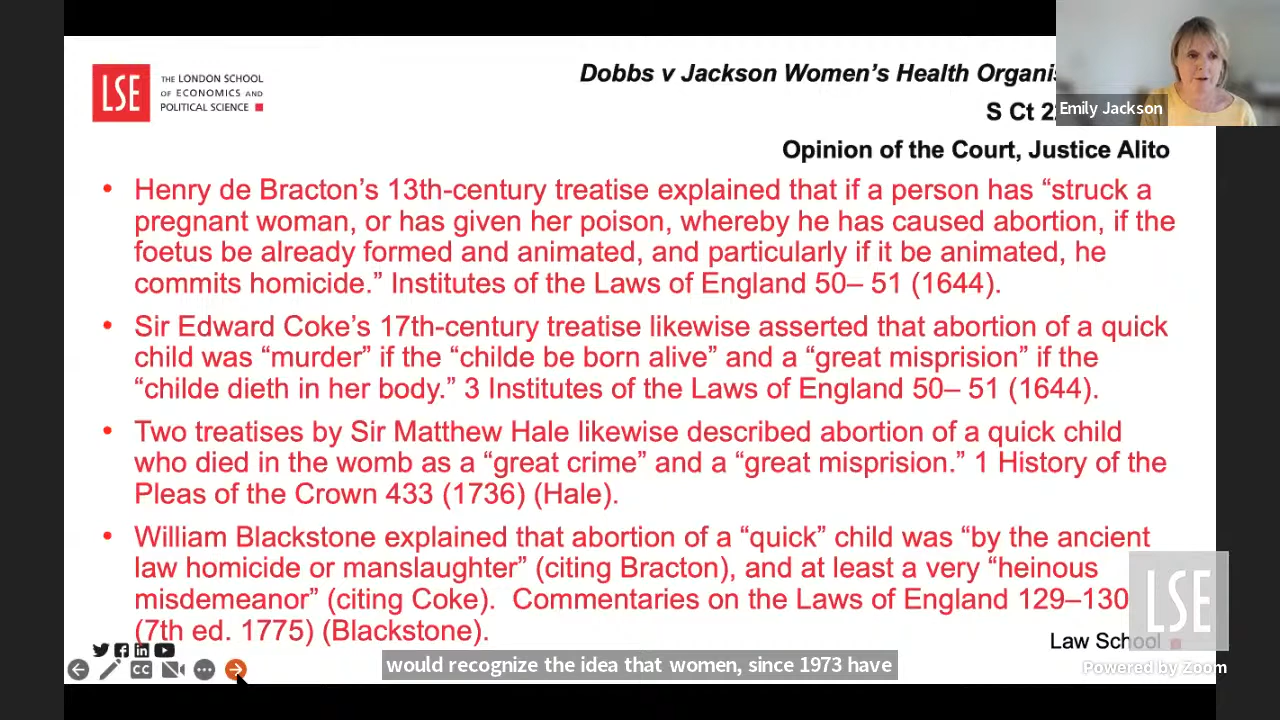 LSE
THE LONDON SCHOOL
OF ECONOMICS AND
POLITICAL SCIENCE
Dobbs v Jackson Women’s Health
S Ct
Opinion of the Court, Justice Alito
Emily Jackson
• Henry de Bracton’s 13th-century treatise explained that if a person has “struck a
pregnant woman, or has given her poison, whereby he has caused abortion, if the
foetus be already formed and animated, and particularly if it be animated, he
commits homicide.” Institutes of the Laws of England 50– 51 (1644).
• Sir Edward Coke’s 17th-century treatise likewise asserted that abortion of a quick
child was “murder” if the “childe be born alive” and a “great misprision” if the
“childe dieth in her body.” 3 Institutes of the Laws of England 50– 51 (1644).
• Two treatises by Sir Matthew Hale likewise described abortion of a quick child
who died in the womb as a “great crime” and a “great misprision.” 1 History of the
Pleas of the Crown 433 (1736) (Hale).
• William Blackstone explained that abortion of a “quick” child was “by the ancient
law homicide or manslaughter” (citing Bracton), and at least a very “heinous
misdemeanor” (citing Coke). Commentaries on the Laws of England 129–130
(7th ed. 1775) (Blackstone).
LSE
Law School
CC
would recognize the idea that women, since 1973 have
Powered by Zoom